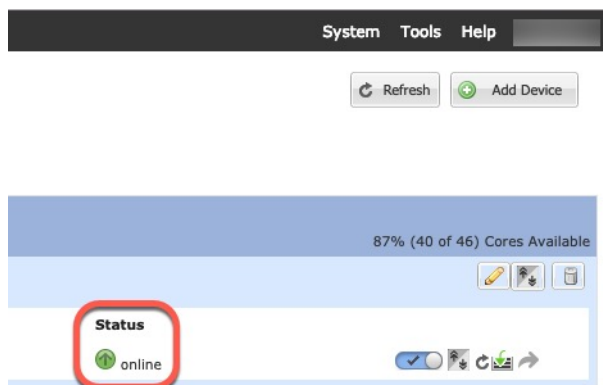 System Tools Help
Refresh Add Device
87% (40 of 46) Cores Available
Status
online